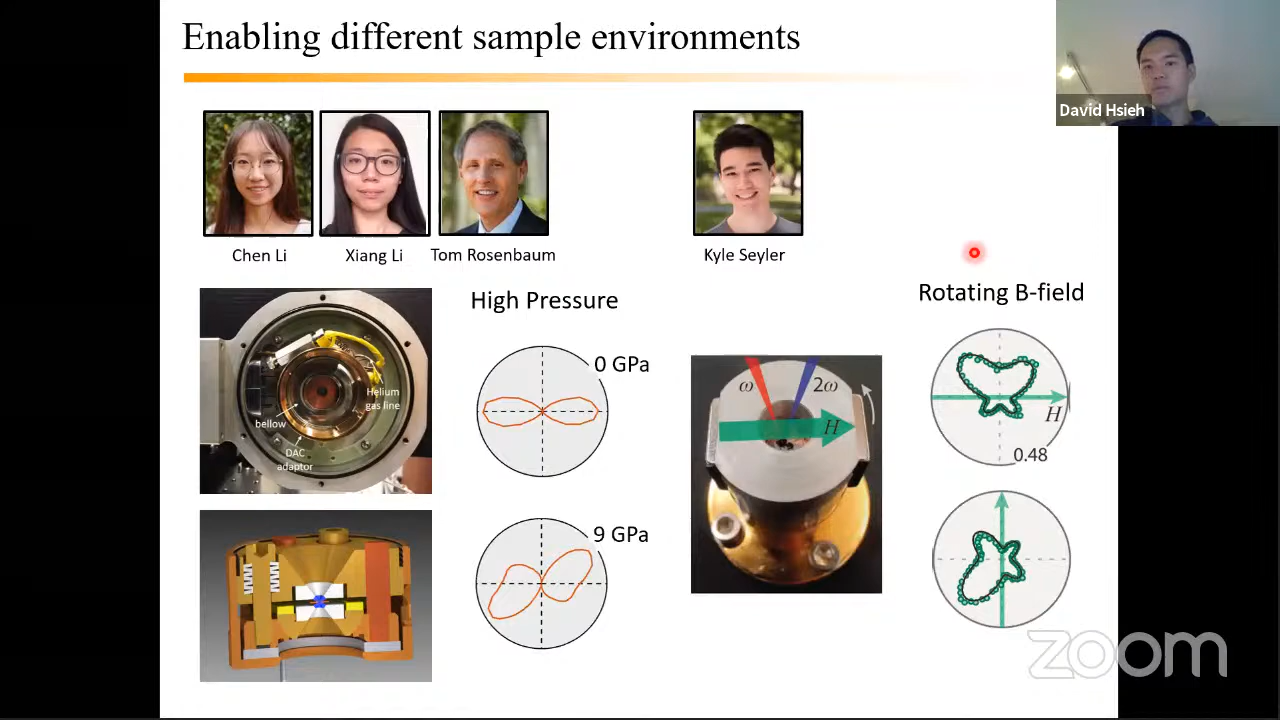 Enabling different sample environments
David Hsieh
Chen Li
Xiang Li
Tom Rosenbaum
Kyle Seyler
High Pressure
Rotating B-field
0 GPa
Helium
gas line
bellow
DAC
adaptor
ω
2ω
H
H
0.48
9 GPa
zoom